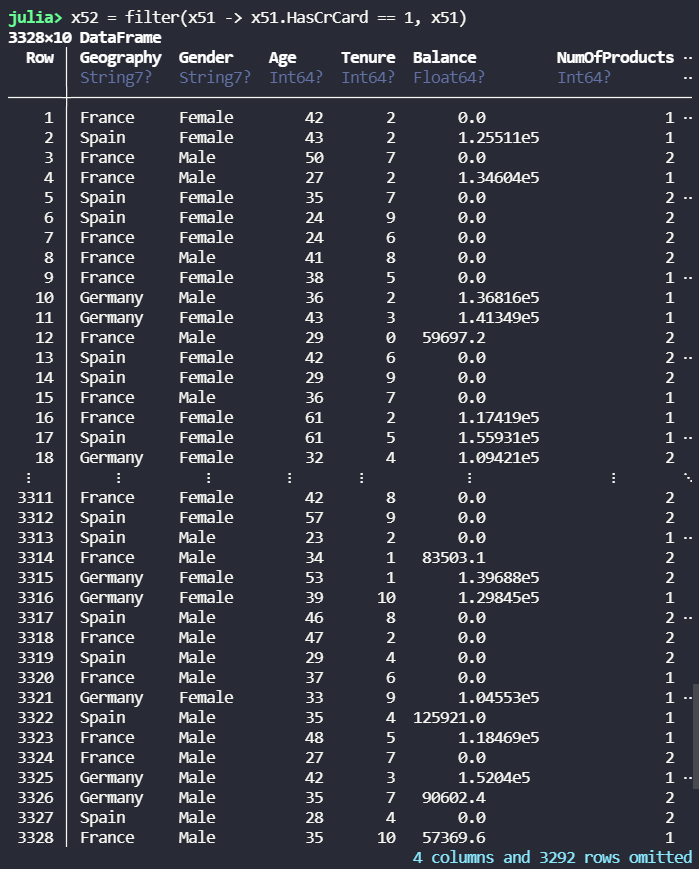 julia> x52 = filter(x51 -> x51.HasCrCard == 1, x51)
3328×10 DataFrame
Row │ Geography Gender Age Tenure Balance NumOfProducts ⋯
│ String7? String7? Int64? Int64? Float64? Int64? ⋯
1 │ France Female 42 2 0.0 1 ⋯
2 │ Spain Female 43 2 1.25511e5 1
3 │ France Male 50 7 0.0 2
4 │ France Male 27 2 1.34604e5 1
5 │ Spain Female 35 7 0.0 2 ⋯
6 │ Spain Female 24 9 0.0 2
7 │ France Female 24 6 0.0 2
8 │ France Male 41 8 0.0 2
9 │ France Female 38 5 0.0 1 ⋯
10 │ Germany Male 36 2 1.36816e5 1
11 │ Germany Female 43 3 1.41349e5 1
12 │ France Male 29 0 59697.2 2
13 │ Spain Female 42 6 0.0 2 ⋯
14 │ Spain Female 29 9 0.0 2
15 │ France Male 36 7 0.0 1
16 │ France Female 61 2 1.17419e5 1
17 │ Spain Female 61 5 1.55931e5 1 ⋯
18 │ Germany Female 32 4 1.09421e5 2
⋮ │ ⋮ ⋮ ⋮ ⋮ ⋮ ⋮ ⋱
3311 │ France Female 42 8 0.0 2
3312 │ Spain Female 57 9 0.0 2
3313 │ Spain Male 23 2 0.0 1 ⋯
3314 │ France Male 34 1 83503.1 2
3315 │ Germany Female 53 1 1.39688e5 2
3316 │ Germany Female 39 10 1.29845e5 1
3317 │ Spain Male 46 8 0.0 2 ⋯
3318 │ France Male 47 2 0.0 2
3319 │ Spain Male 29 4 0.0 2
3320 │ France Male 37 6 0.0 1
3321 │ Germany Female 33 9 1.04553e5 1 ⋯
3322 │ Spain Male 35 4 125921.0 1
3323 │ France Male 48 5 1.18469e5 1
3324 │ France Male 27 7 0.0 2
3325 │ Germany Male 42 3 1.5204e5 1 ⋯
3326 │ Germany Male 35 7 90602.4 2
3327 │ Spain Male 28 4 0.0 2
3328 │ France Male 35 10 57369.6 1
4 columns and 3292 rows omitted